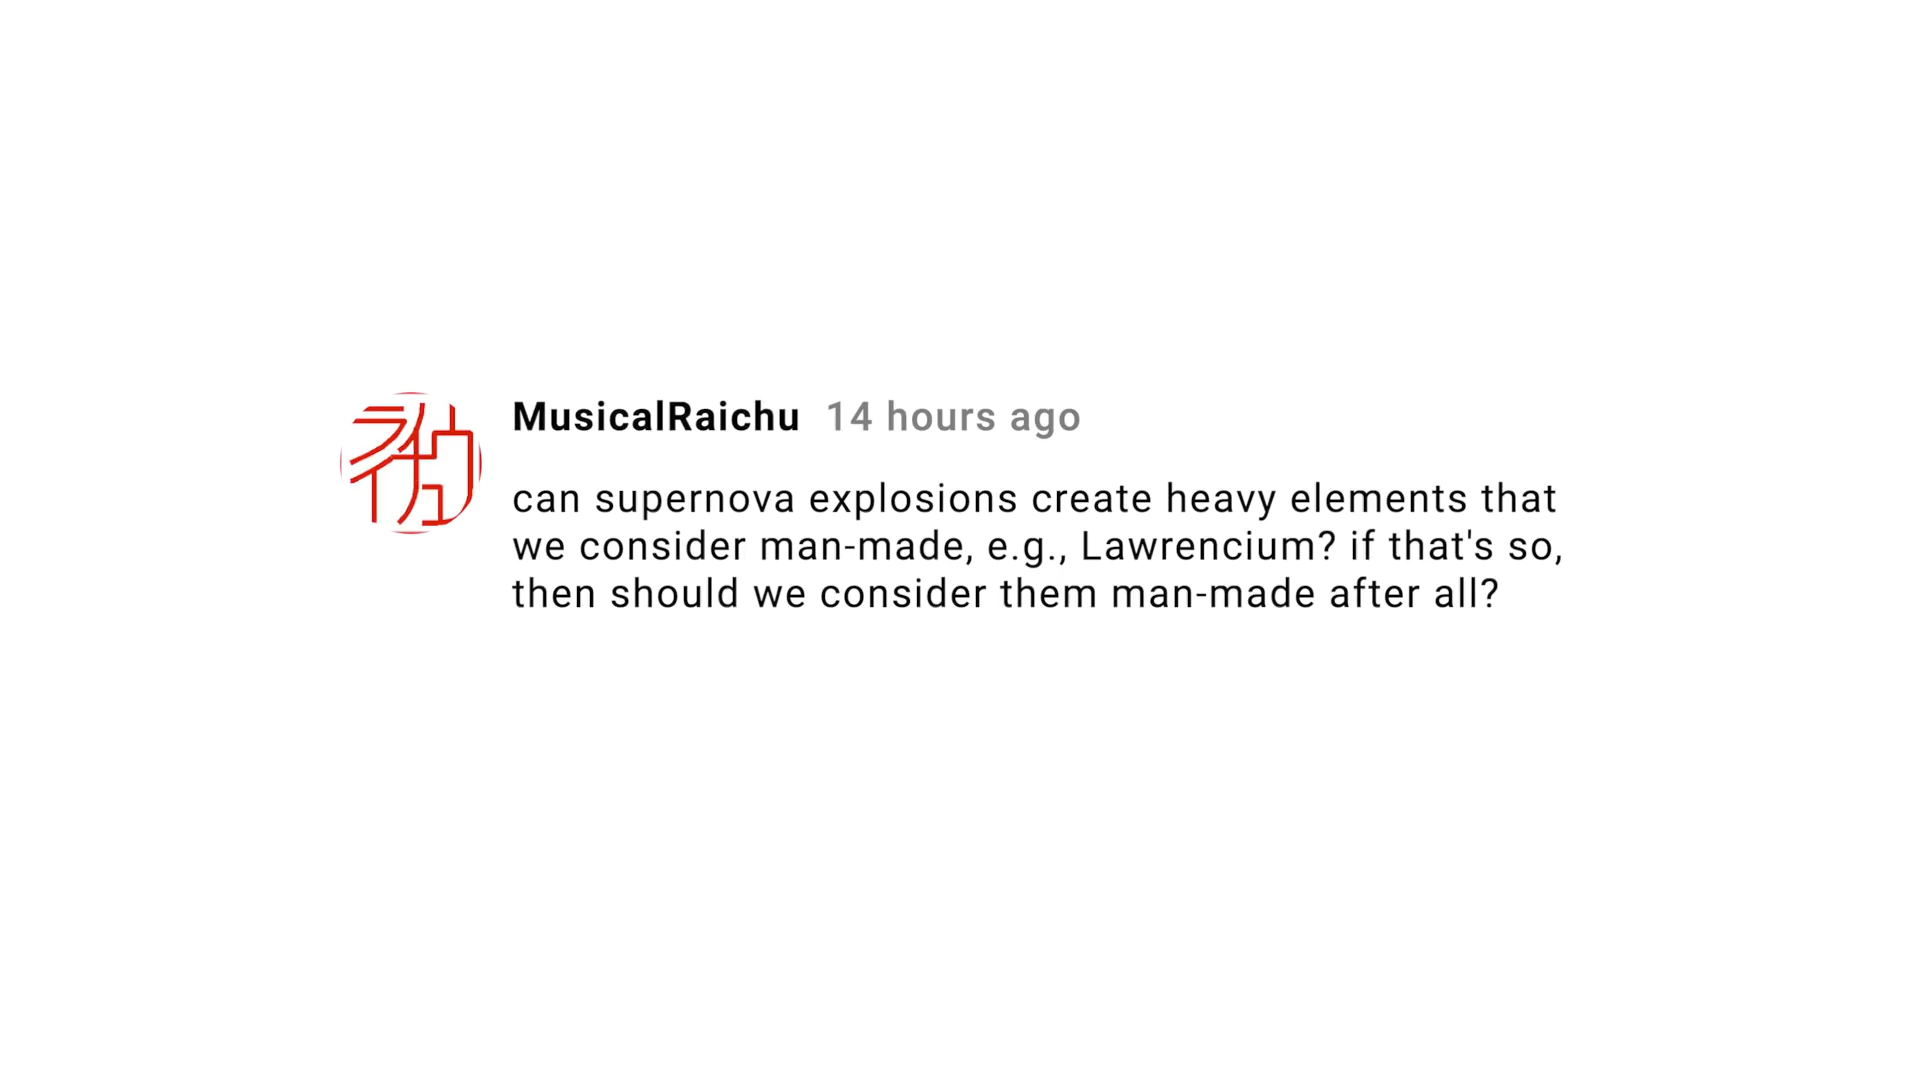 MusicalRaichu 14 hours ago
can supernova explosions create heavy elements that
we consider man-made, e.g., Lawrencium? if that's so,
then should we consider them man-made after all?